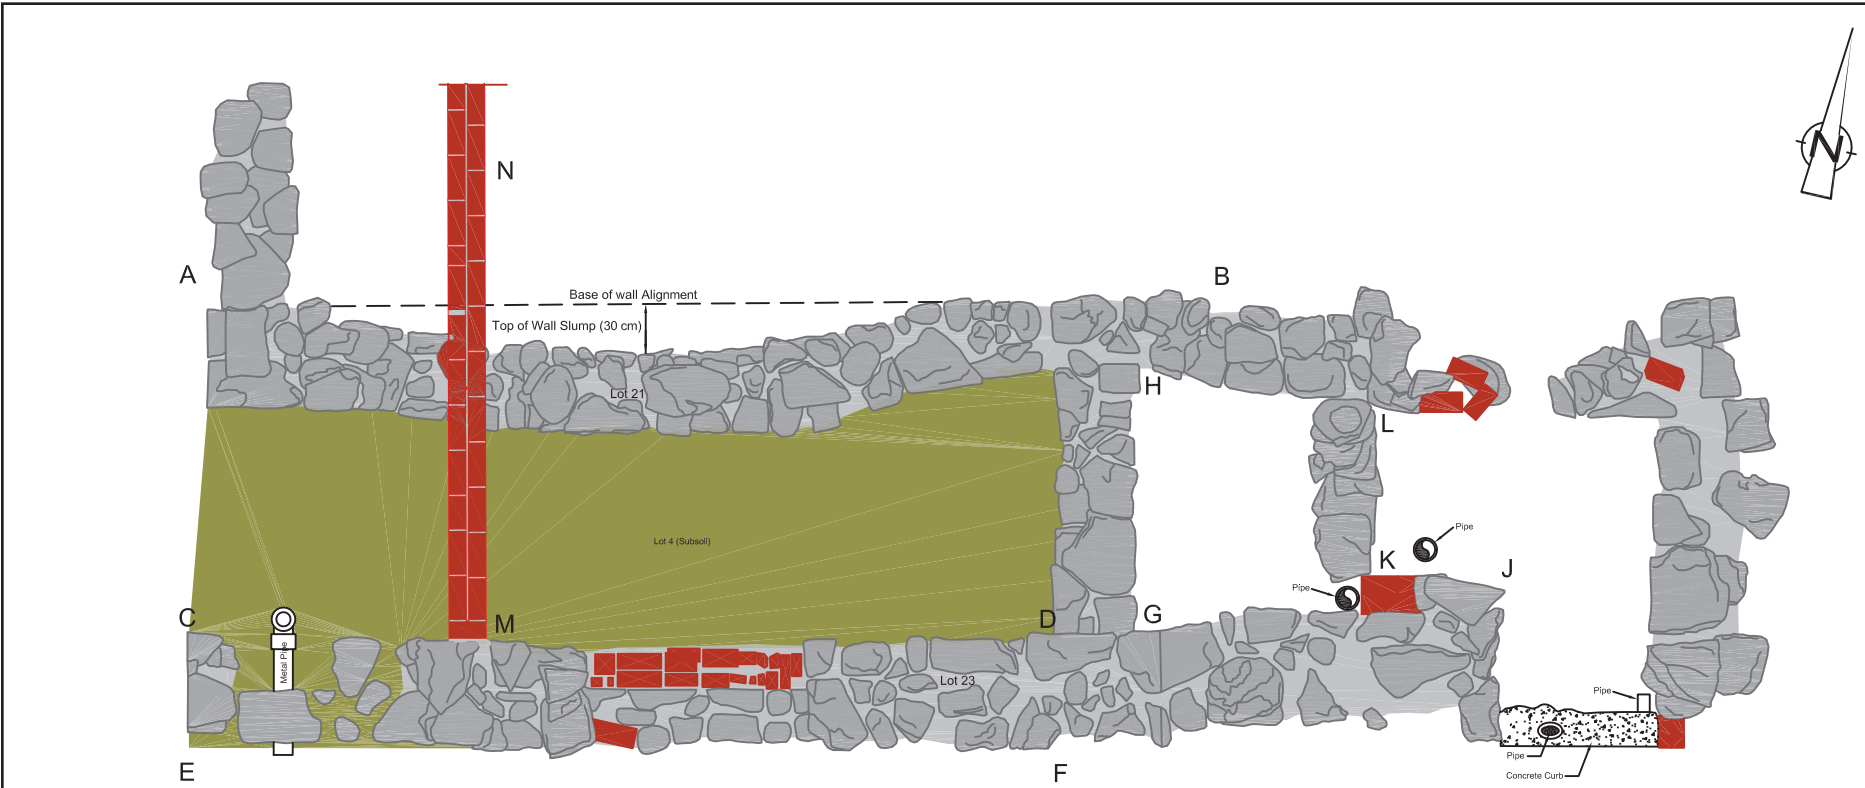 N
N
A
B
Base of wall Alignment
Top of Wall Slump (30 cm)
Lot 21
H
L
Pipe
Lot 4 (Subsoil)
K
J
Pipe
C
M
D
G
Metal Pipe
Lot 23
Pipe
Pipe
E
F
Concrete Curb